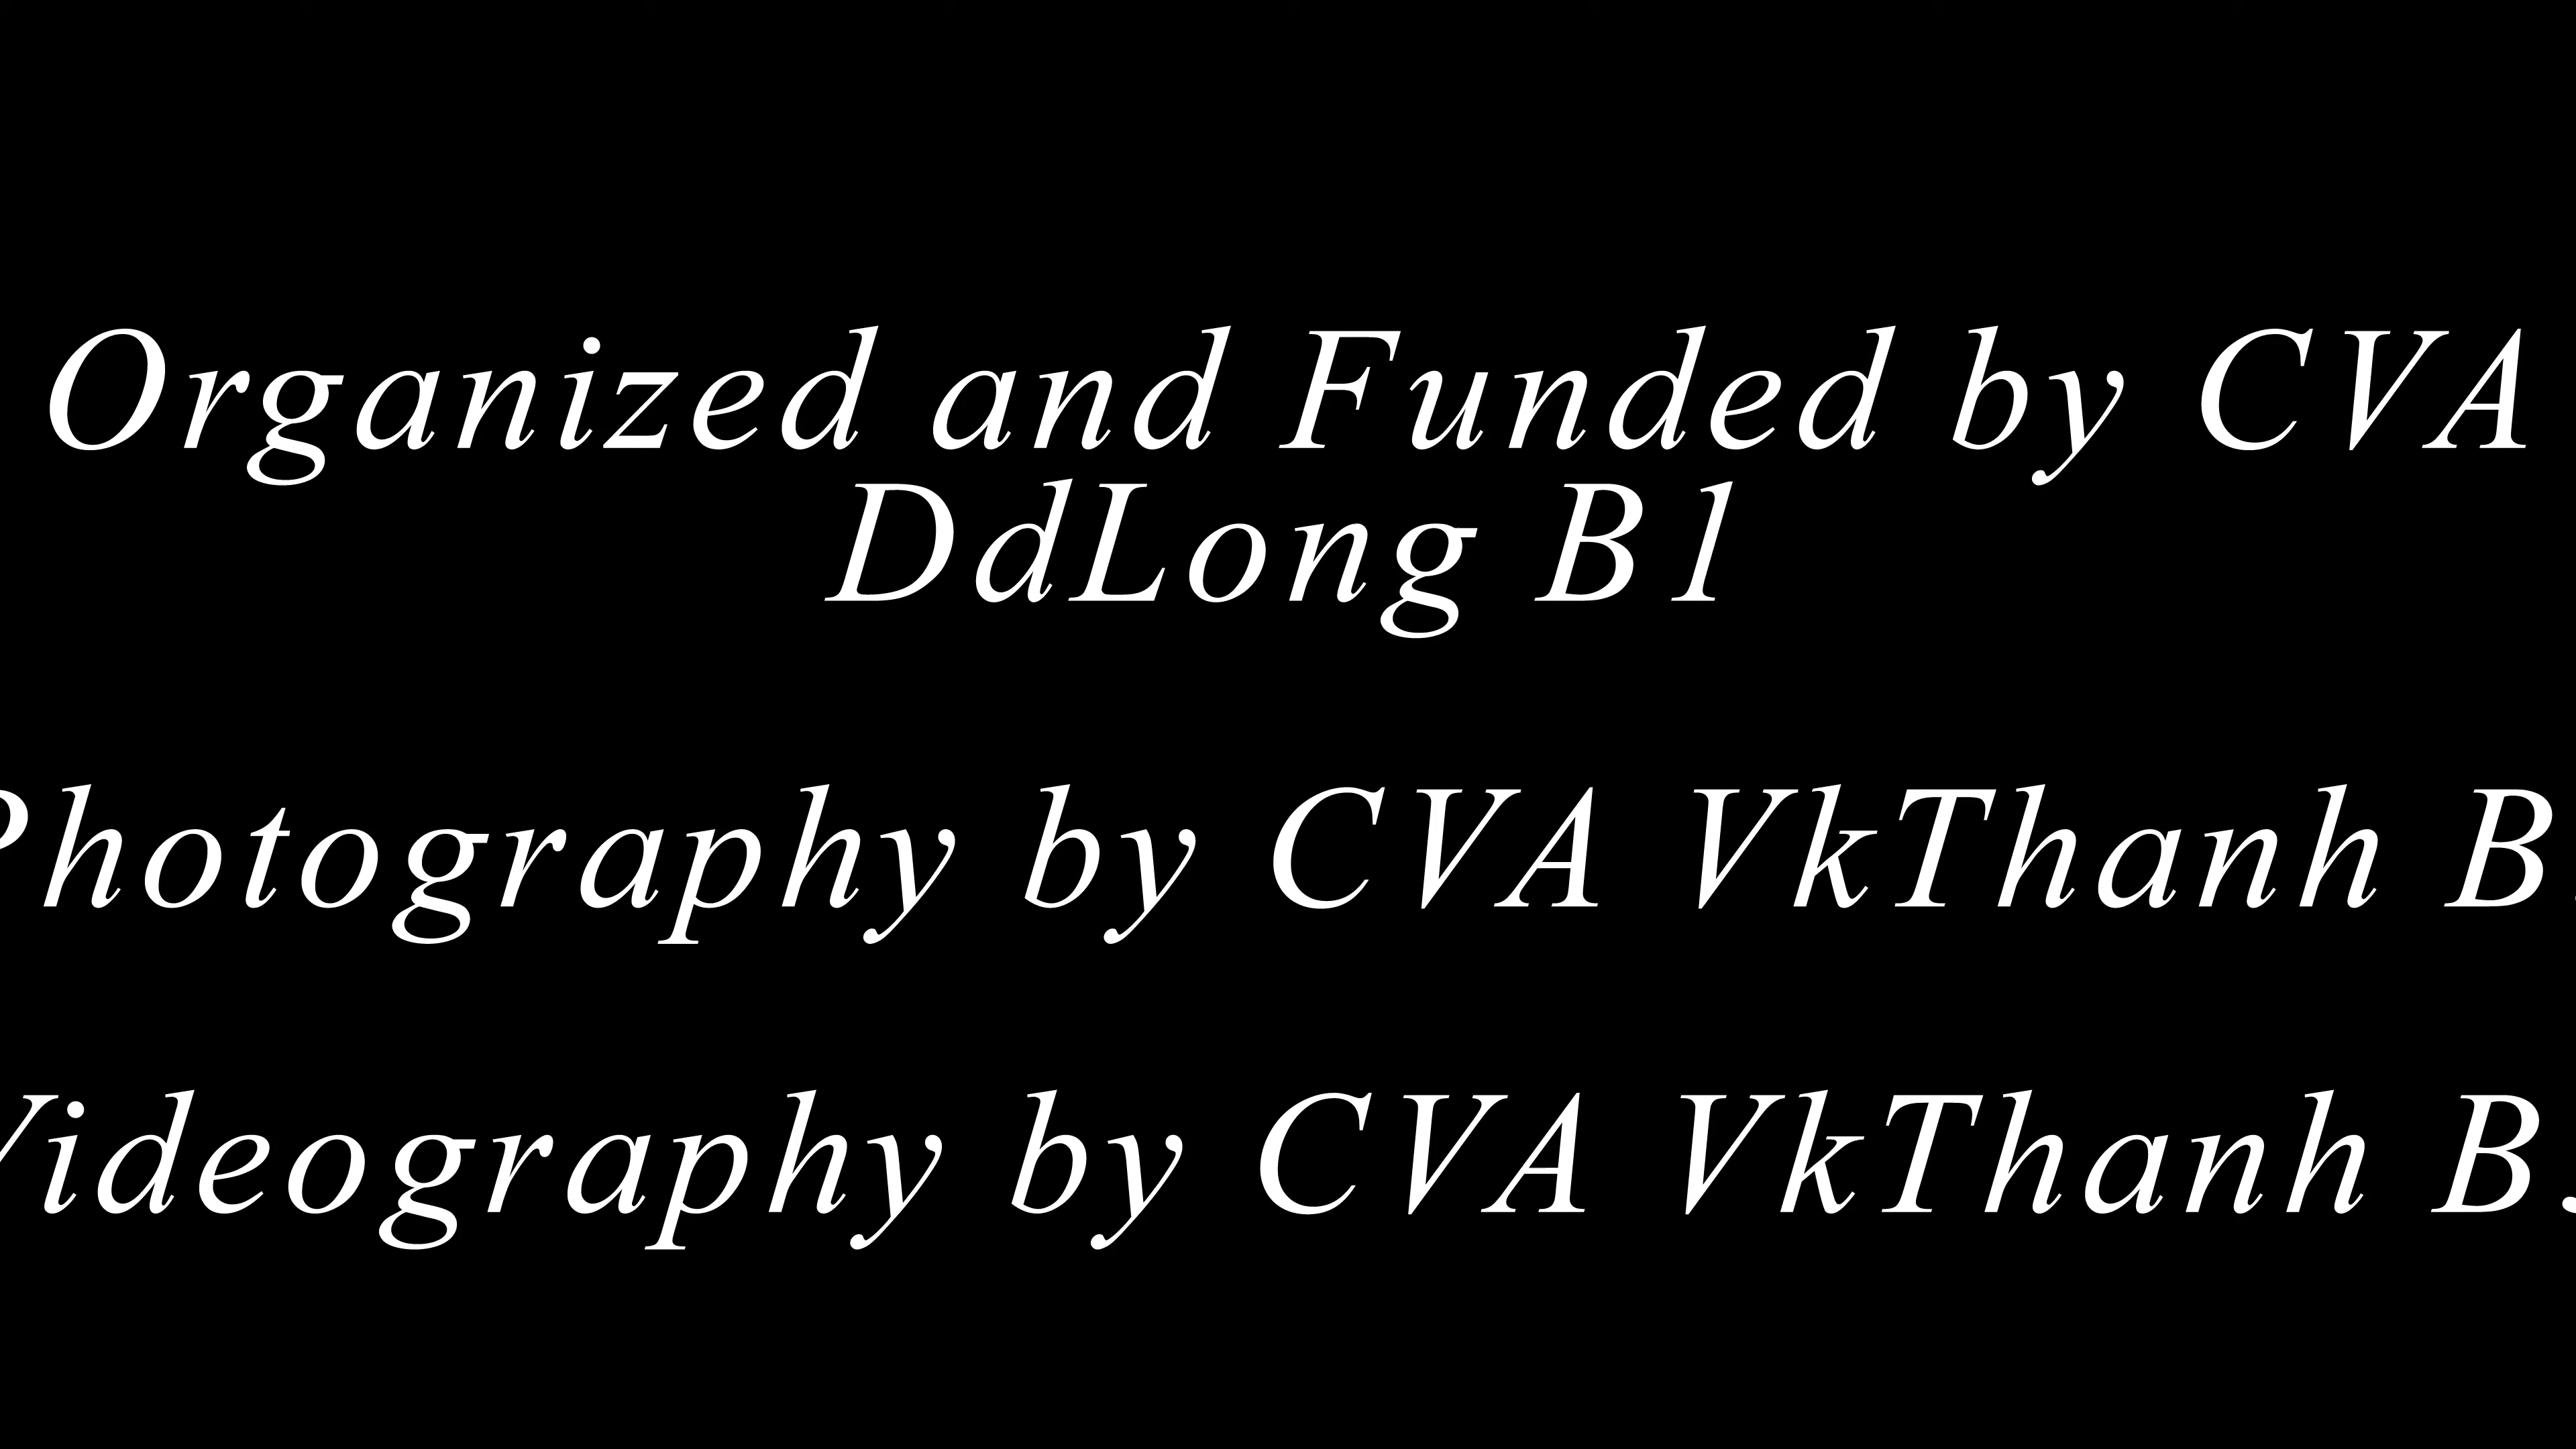 Organized and Funded by CVA
DdLong B1
Photography by CVA VkThanh
Videography by CVA VkThanh